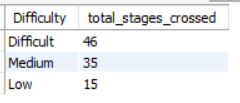 Difficulty total_stages_crossed
Difficult 46
Medium 35
Low 15